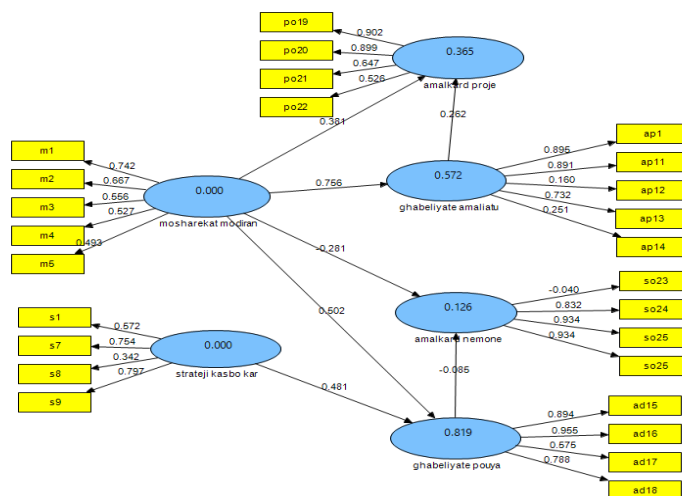 po19
0.902
po20
0.899
0.365
po21
0.647
po22
0.526
amalkard proje
0.381
0.262
ap1
m1
0.895
0.742
ap11
0.891
m2
0.667
0.000
0.756
0.572
0.160
ap12
m3
0.556
0.732
ap13
m4
0.527
mosharekat modiran
ghabeliyate amaliatu
0.251
ap14
m5
0.493
-0.281
so23
-0.040
0.126
0.832
so24
s1
0.502
0.572
0.934
so25
s7
0.754
0.000
amalkard nemone
0.934
so25
s8
0.342
-0.085
s9
0.797
strateji kasbo kar
0.481
ad15
0.894
0.819
0.955
ad16
0.575
ad17
ghabeliyate pouya
0.788
ad18